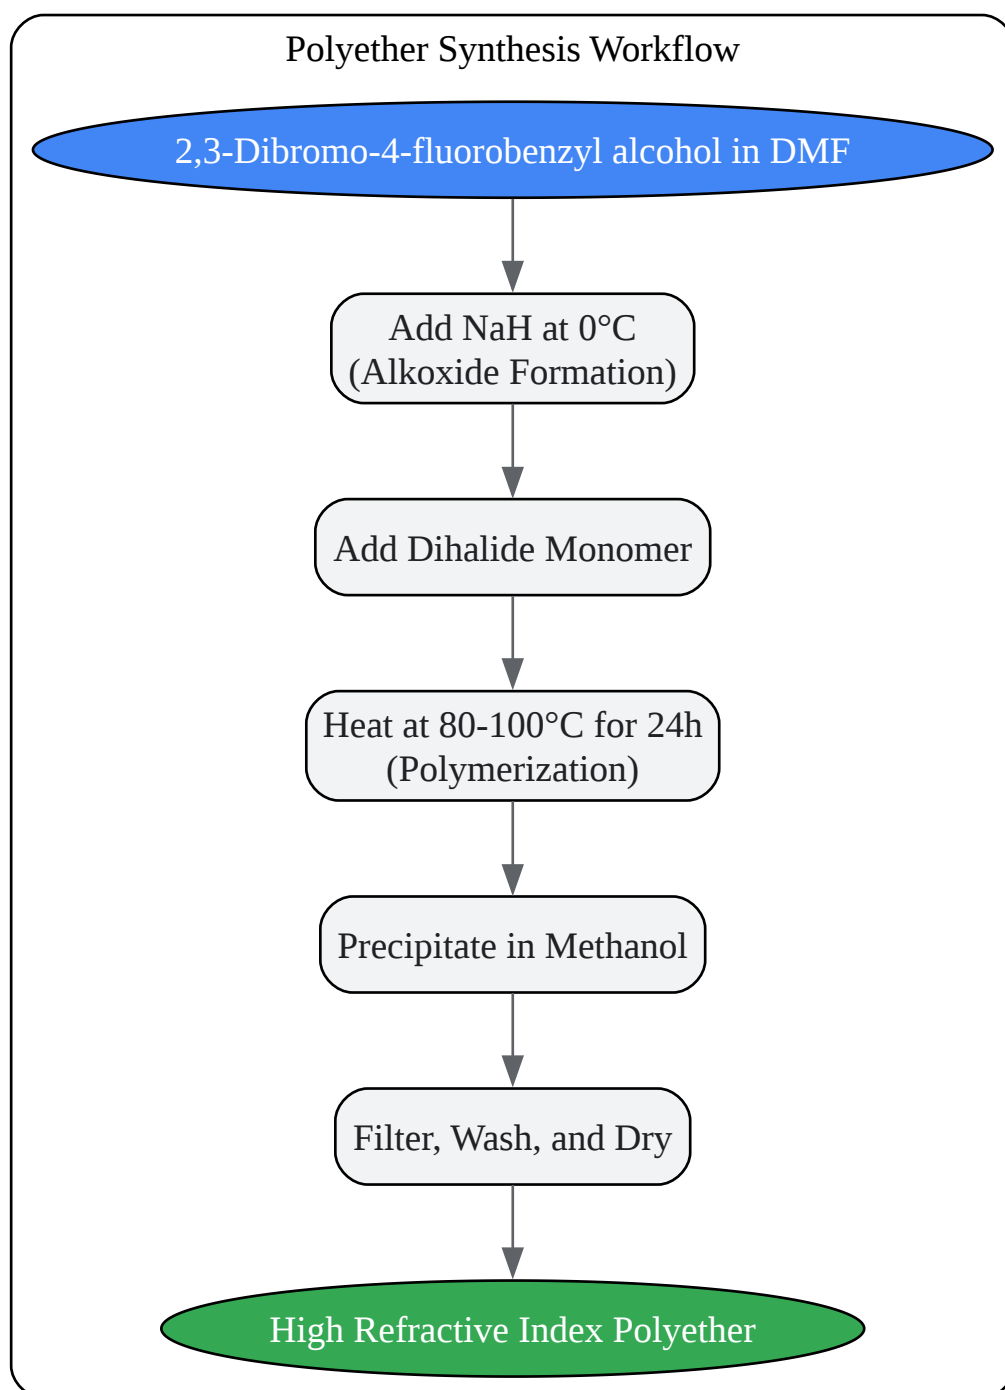 Polyether Synthesis Workflow
2,3-Dibromo-4-fluorobenzyl alcohol in DMF
Add NaH at 0°C
(Alkoxide Formation)
Add Dihalide Monomer
Heat at 80-100°C for 24h
(Polymerization)
Precipitate in Methanol
Filter, Wash, and Dry
High Refractive Index Polyether